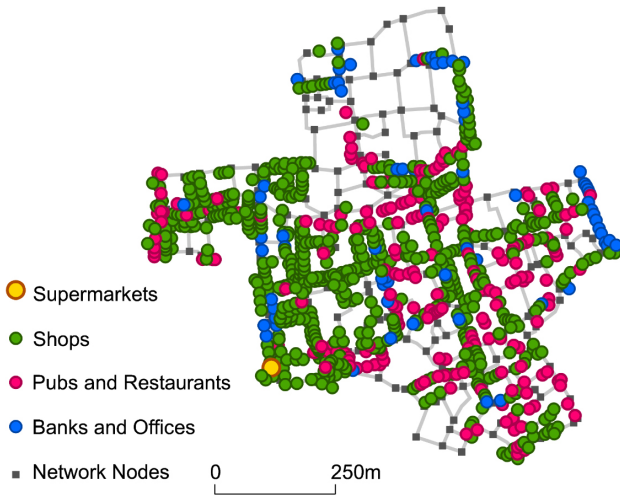 Supermarkets
Shops
Pubs and Restaurants
Banks and Offices
Network Nodes
0 250m